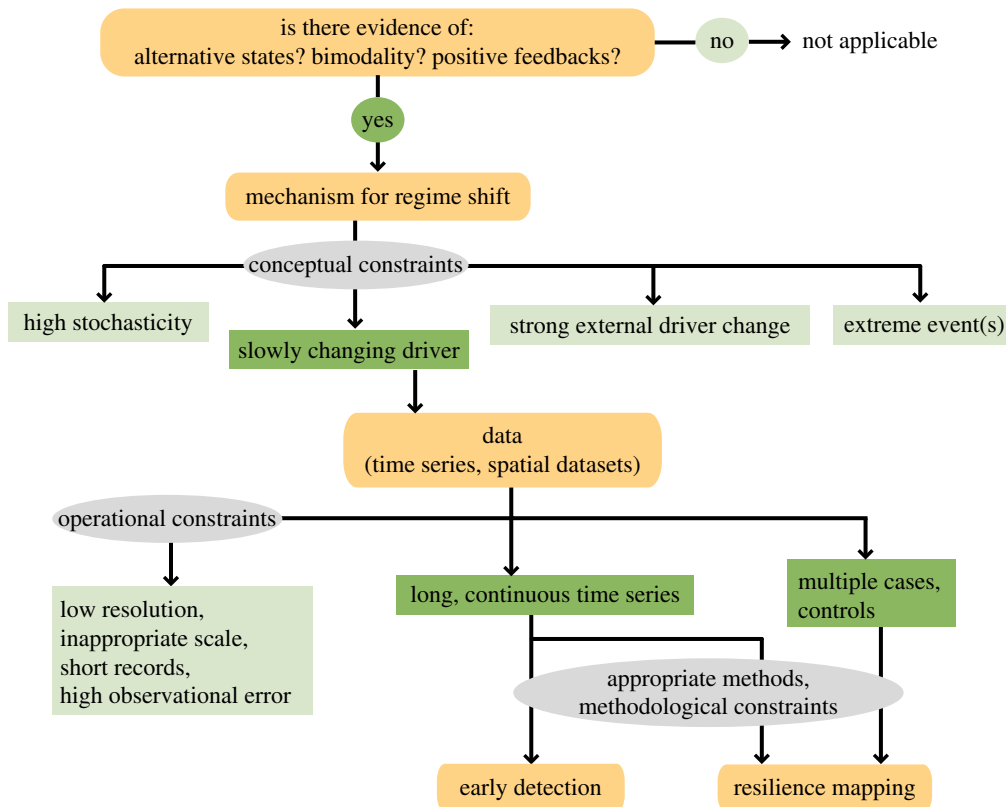 is there evidence of:
alternative states? bimodality? positive feedbacks?
no
not applicable
yes
mechanism for regime shift
conceptual constraints
high stochasticity
slowly changing driver
strong external driver change
extreme event(s)
data
(time series, spatial datasets)
operational constraints
low resolution,
inappropriate scale,
short records,
high observational error
long, continuous time series
multiple cases,
controls
appropriate methods,
methodological constraints
early detection
resilience mapping